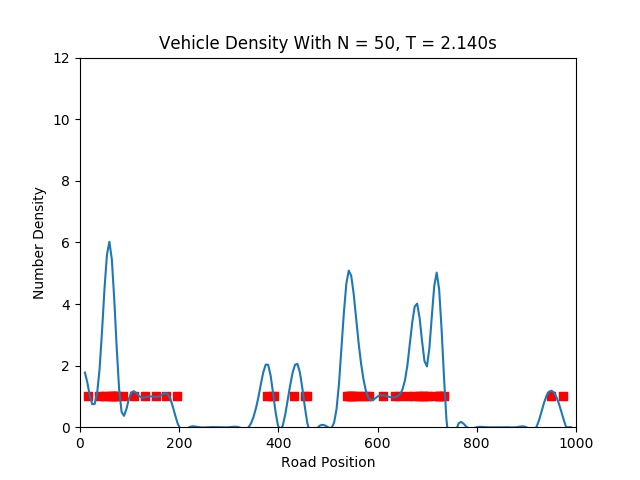 Vehicle Density With N = 50, T = 2.140s
12
10
8
6
4
2
0
Number Density
0 200 400 600 800 1000
Road Position